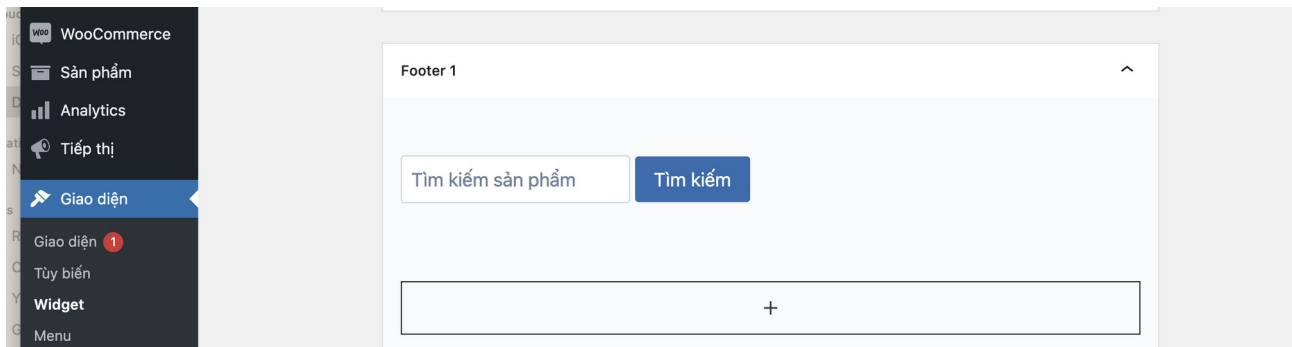 WooCommerce
Sản phẩm
Analytics
Tiếp thị
Giao diện
Giao diện 1
Tùy biến
Widget
Menu
Footer 1
Tìm kiếm sản phẩm
Tìm kiếm
+